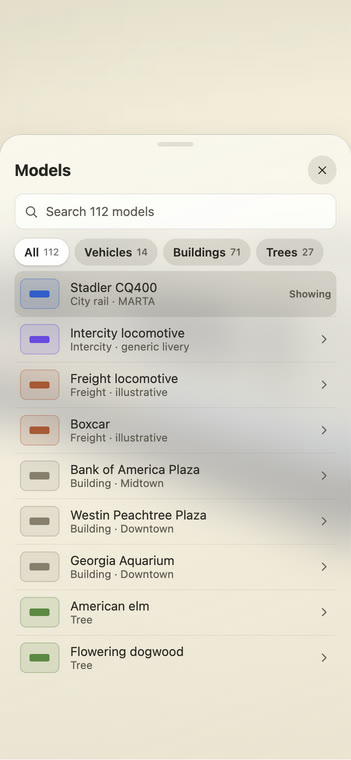 Models
Search 112 models
All 112
Vehicles 14
Buildings 71
Trees 27
Stadler CQ400
City rail · MARTA
Showing
Intercity locomotive
Intercity · generic livery
Freight locomotive
Freight · illustrative
Boxcar
Freight · illustrative
Bank of America Plaza
Building · Midtown
Westin Peachtree Plaza
Building · Downtown
Georgia Aquarium
Building · Downtown
American elm
Tree
Flowering dogwood
Tree